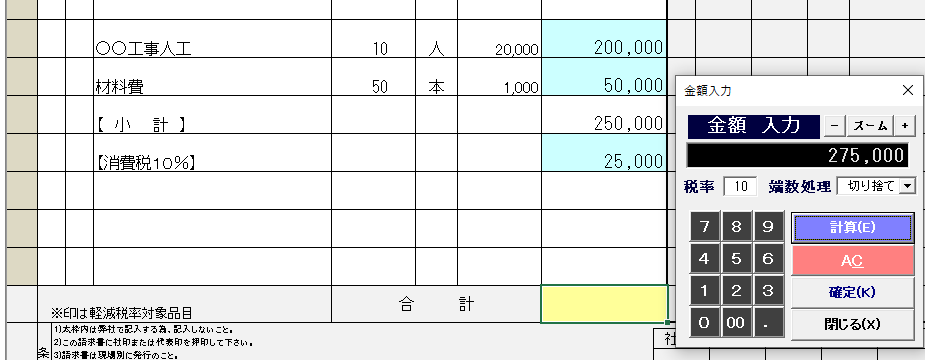 〇〇工事人工 10 人 20,000 200,000
材料費 50 本 1,000 50,000
【 小 計 】 250,000
【消費税10%】 25,000
※印は軽減税率対象品目 合 計
1)太枠内は弊社で記入する為、記入しないこと。
2)この請求書に社印または代表印を押印して下さい。
3)請求書は現場別に発行のこと。
条
社
金額入力
金額 入力 - ズーム +
275,000
税率 10 端数処理 切り捨て
7 8 9 計算(E)
4 5 6 AC
1 2 3 確定(K)
0 00 . 閉じる(X)